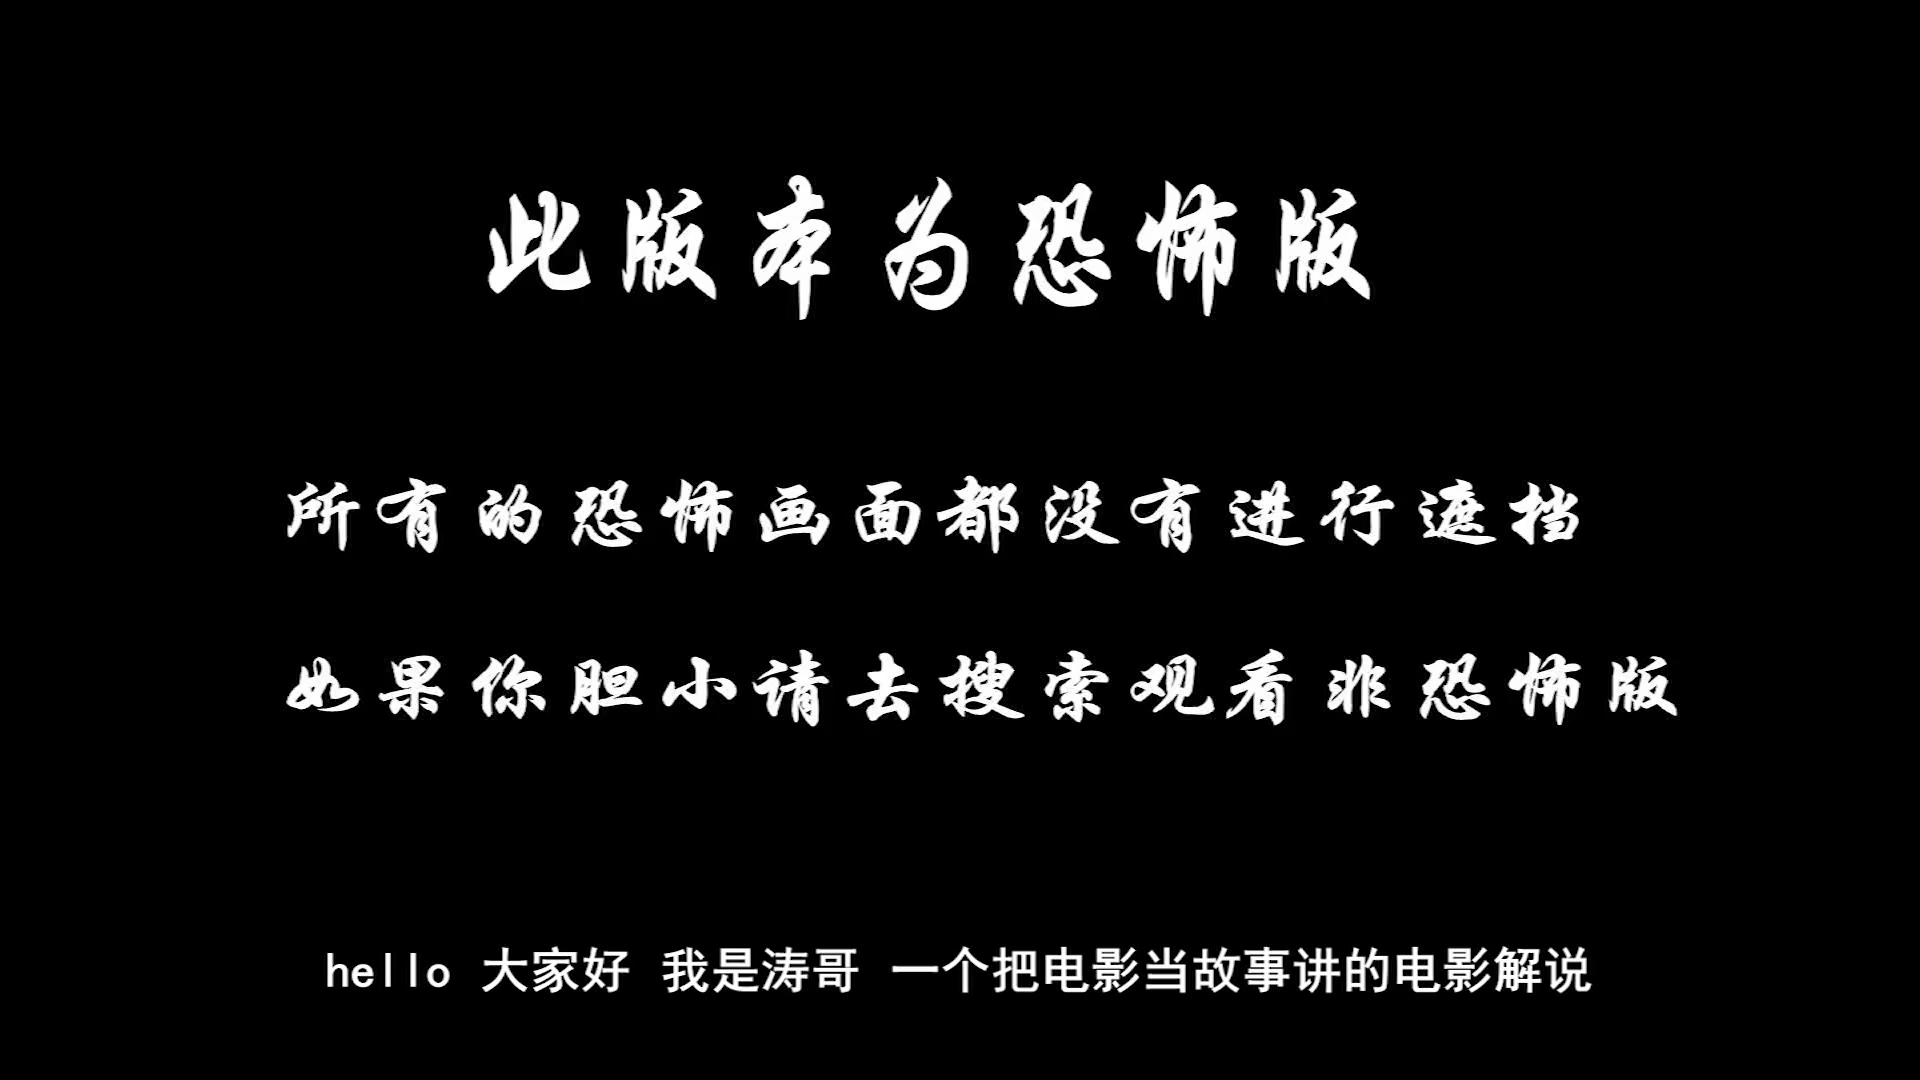 此版本为恐怖版
所有的恐怖画面都没有进行遮挡
如果你胆小请去搜索观看非恐怖版
hello 大家好 我是涛哥 一个把电影当故事讲的电影解说